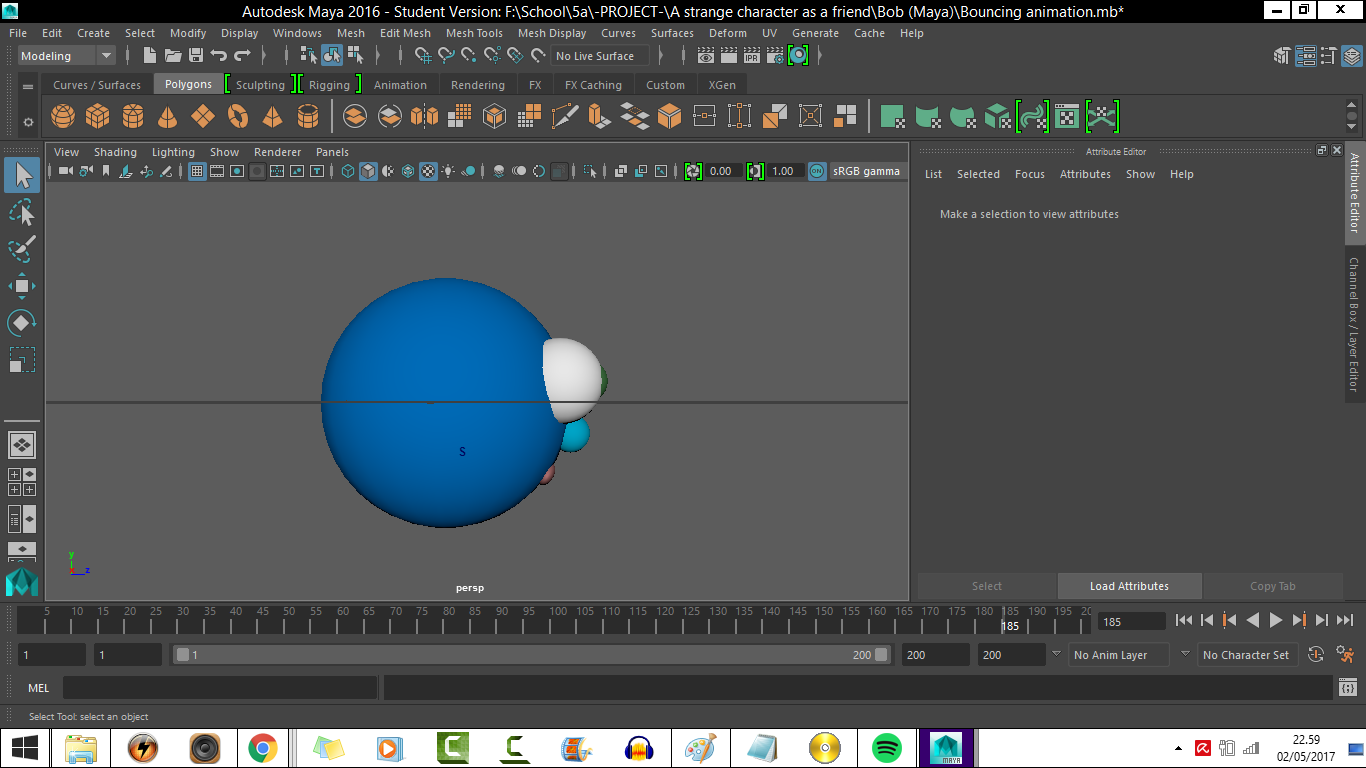 Autodesk Maya 2016 - Student Version: F:\School\5a\-PROJECT-\A strange character as a friend\Bob (Maya)\Bouncing animation.mb*
File Edit Create Select Modify Display Windows Mesh Edit Mesh Mesh Tools Mesh Display Curves Surfaces Deform UV Generate Cache Help
Modeling No Live Surface
Curves / Surfaces Polygons Sculpting Rigging Animation Rendering FX FX Caching Custom XGen
View Shading Lighting Show Renderer Panels
0.00 1.00 ON sRGB gamma
Attribute Editor
List Selected Focus Attributes Show Help
Make a selection to view attributes
Attribute Editor
Channel Box / Layer Editor
S
y
x z
persp
Select Load Attributes Copy Tab
5 10 15 20 25 30 35 40 45 50 55 60 65 70 75 80 85 90 95 100 105 110 115 120 125 130 135 140 145 150 155 160 165 170 175 180 185 190 195 20
185 185
1 1 1 200 200 200 No Anim Layer No Character Set
MEL
Select Tool: select an object
MAYA
22.59
02/05/2017